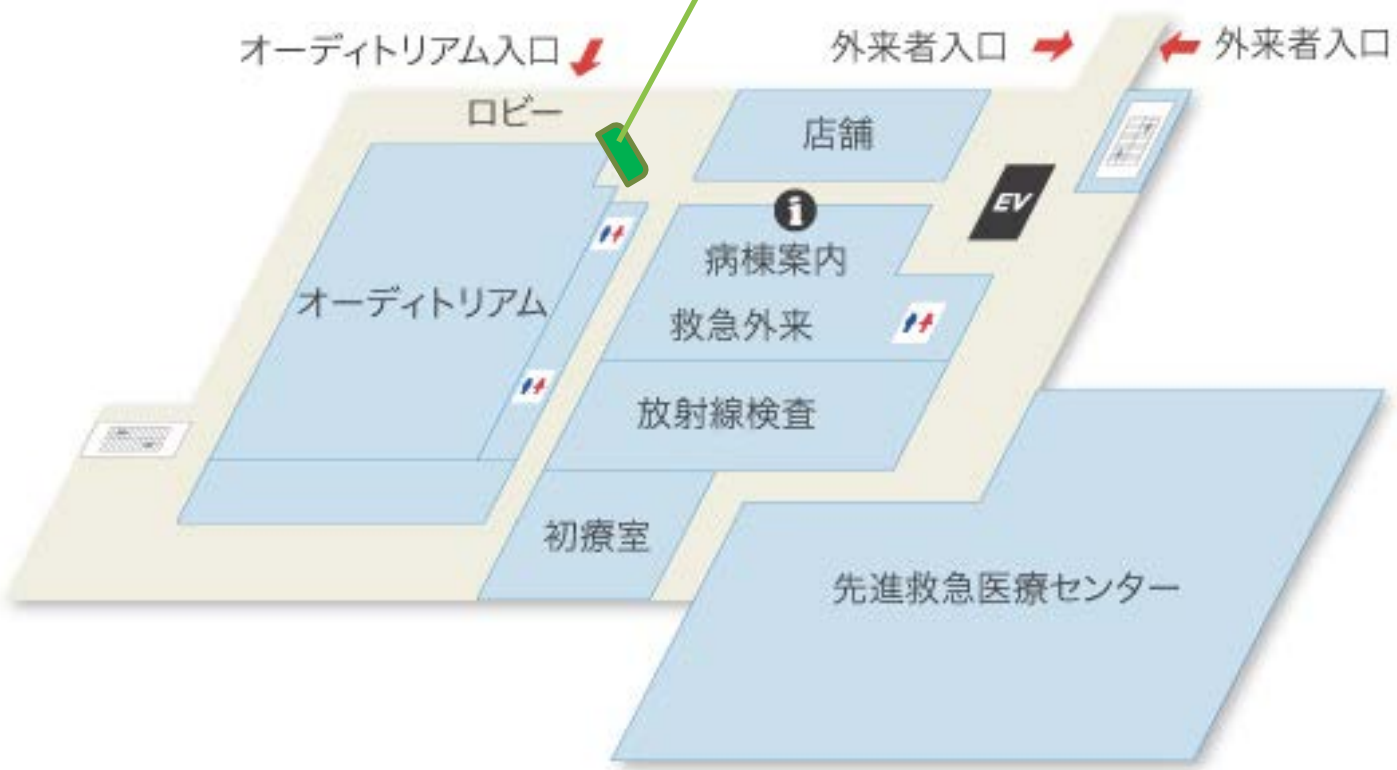 オーディトリアム入口
外来者入口
外来者入口
ロビー
店舗
EV
i
病棟案内
オーディトリアム
救急外来
放射線検査
初療室
先進救急医療センター